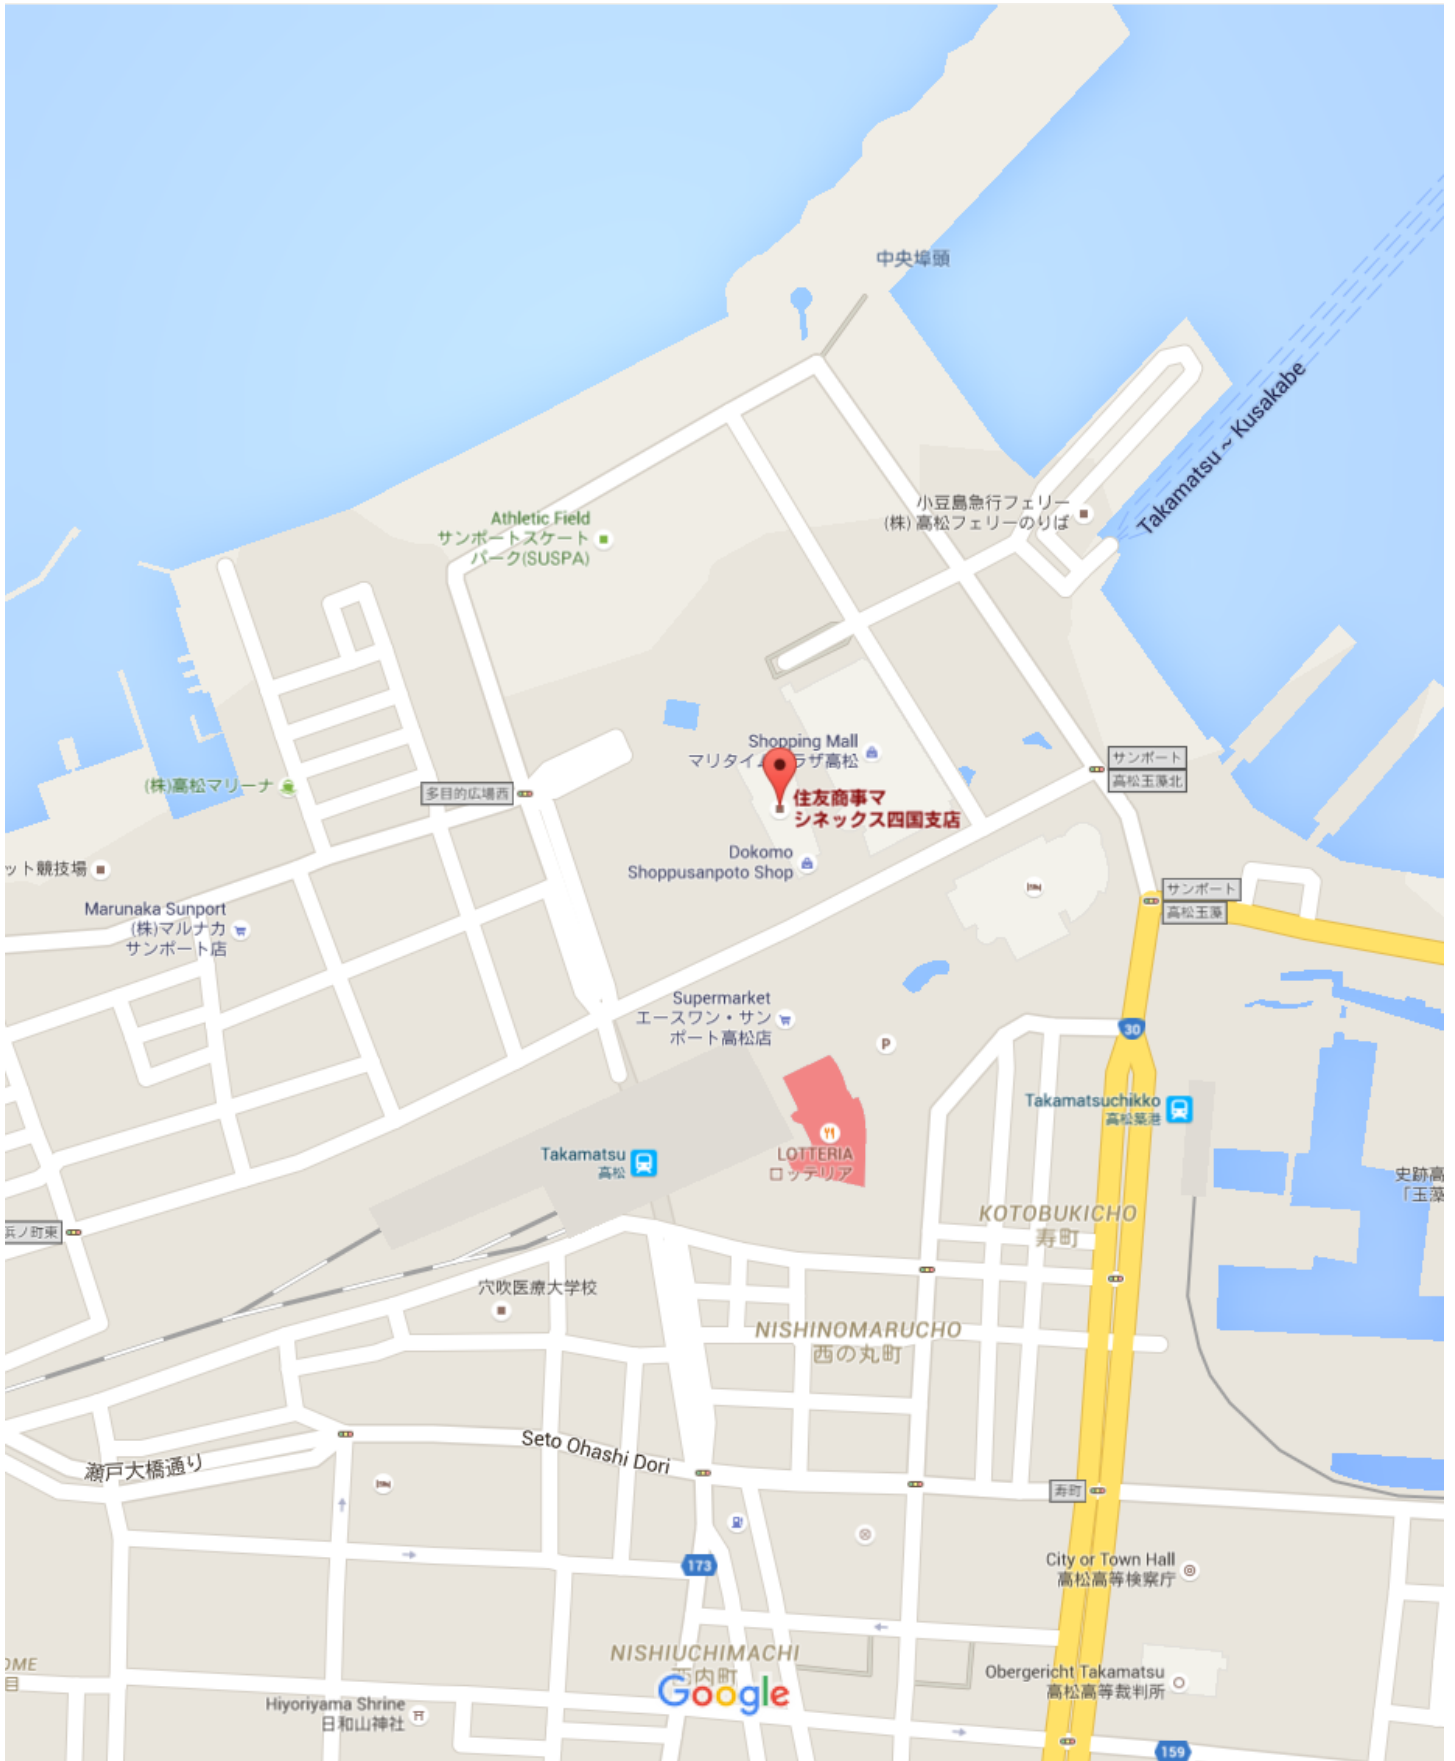 中央埠頭
Takamatsu ~ Kusakabe
小豆島急行フェリー
(株) 高松フェリーのりば
Athletic Field
サンポートスケート
パーク(SUSPA)
Shopping Mall
マリタイム
ラザ高松
サンポート
高松玉藻北
(株)高松マリーナ
多目的広場西
住友商事マ
シネックス四国支店
Dokomo
Shoppusanpoto Shop
ット競技場
サンポート
高松玉藻
Marunaka Sunport
(株)マルナカ
サンポート店
Supermarket
エースワン・サン
ポート高松店
P
30
Takamatsuchikko
高松築港
Takamatsu
高松
LOTTERIA
ロッテリア
史跡高
「玉藻
浜ノ町東
KOTOBUKICHO
寿町
穴吹医療大学校
NISHINOMARUCHO
西の丸町
Seto Ohashi Dori
瀬戸大橋通り
寿町
173
City or Town Hall
高松高等検察庁
NISHIUCHIMACHI
西内町
Google
OME
目
Obergericht Takamatsu
高松高等裁判所
Hiyoriyama Shrine
日和山神社
159